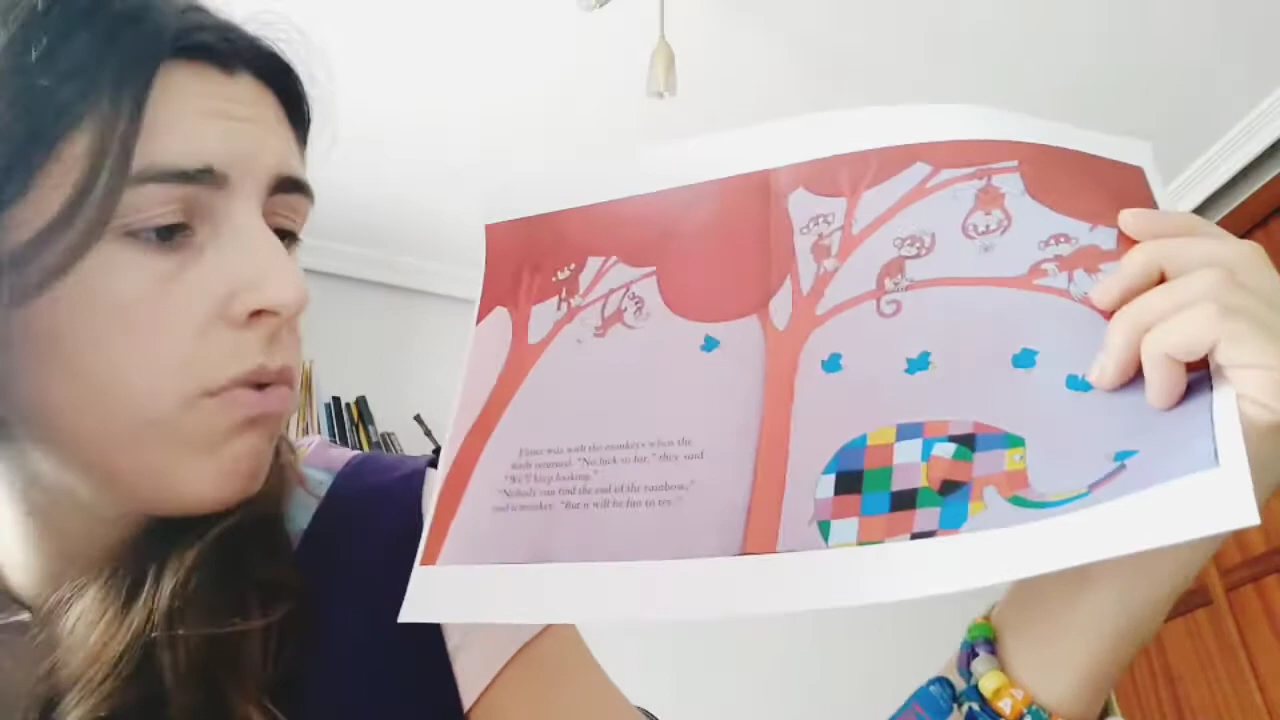 Elmer was with the monkeys when the
birds returned. "No luck so far," they said
"We'll keep looking."
"Nobody can find the end of the rainbow,"
said a monkey. "But it will be fun to try."